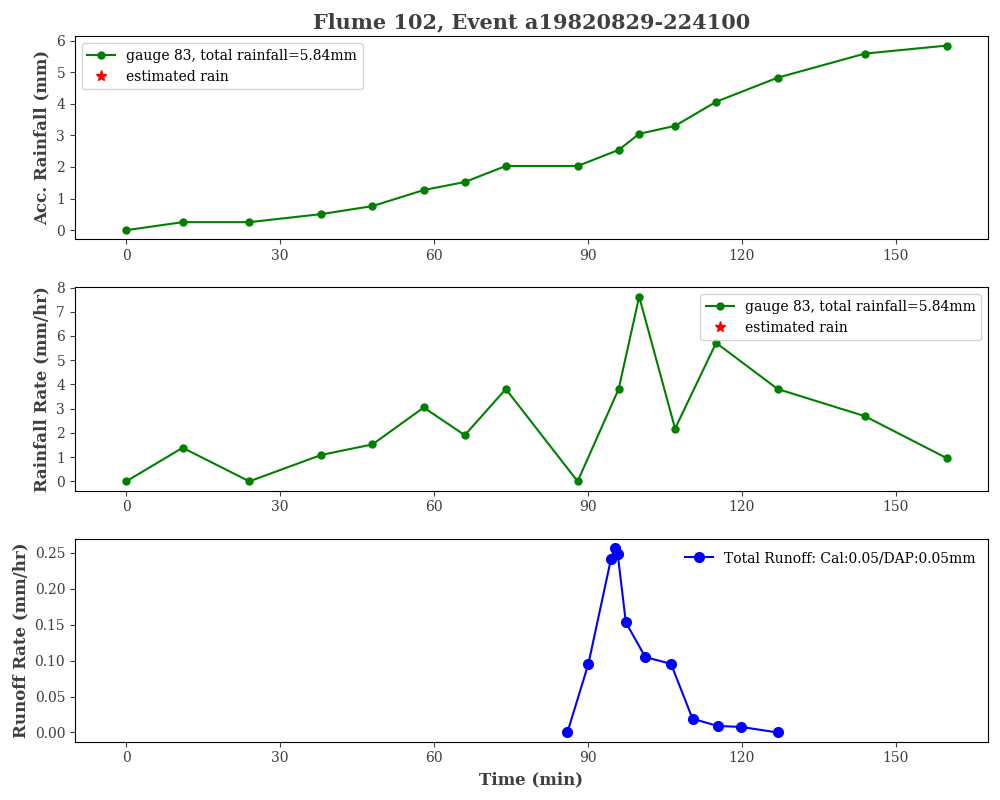 Flume 102, Event a19820829-224100
Acc. Rainfall (mm)
6
5
4
3
2
1
0
gauge 83, total rainfall=5.84mm
estimated rain
0 30 60 90 120 150
Rainfall Rate (mm/hr)
8
7
6
5
4
3
2
1
0
gauge 83, total rainfall=5.84mm
estimated rain
0 30 60 90 120 150
Runoff Rate (mm/hr)
0.25
0.20
0.15
0.10
0.05
0.00
Total Runoff: Cal:0.05/DAP:0.05mm
0 30 60 90 120 150
Time (min)